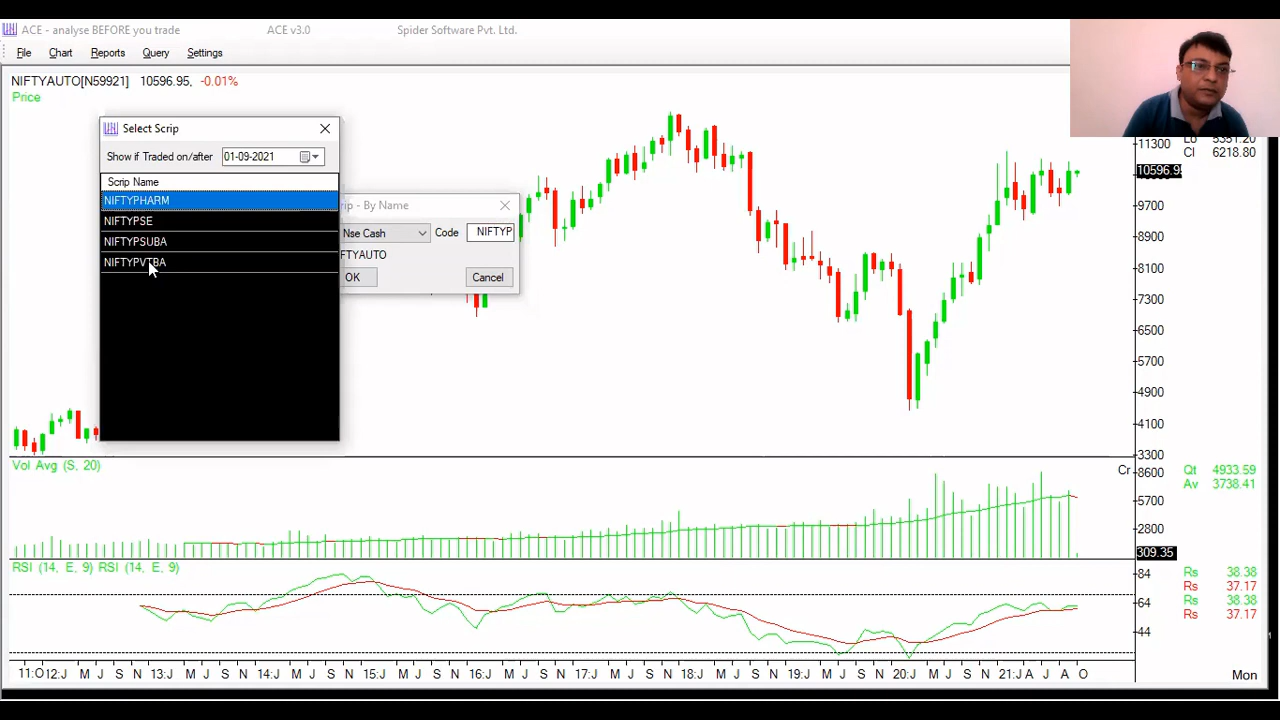 ACE - analyse BEFORE you trade ACE v3.0 Spider Software Pvt. Ltd.
File Chart Reports Query Settings
NIFTYAUTO[N59921] 10596.95, -0.01%
Price
Select Scrip
Show if Traded on/after 01-09-2021
Scrip Name
NIFTYPHARM
NIFTYPSE
NIFTYPSUBA
NIFTYPVTBA
rip - By Name
Nse Cash Code NIFTYP
FTYAUTO
OK Cancel
Lo 5351.20
Cl 6218.80
11300
10596.95
9700
8900
8100
7300
6500
5700
4900
4100
3300
Vol Avg (S, 20)
Cr 8600
5700
2800
309.35
Qt 4933.59
Av 3738.41
RSI (14, E, 9) RSI (14, E, 9)
84
64
44
Rs 38.38
Rs 37.17
Rs 38.38
Rs 37.17
11:O 12:J M J S N 13:J M J S N 14:J M J S N 15:J M J S N 16:J M J S N 17:J M J S N 18:J M J S N 19:J M J S N 20:J M J S N 21:J A J A O
Mon